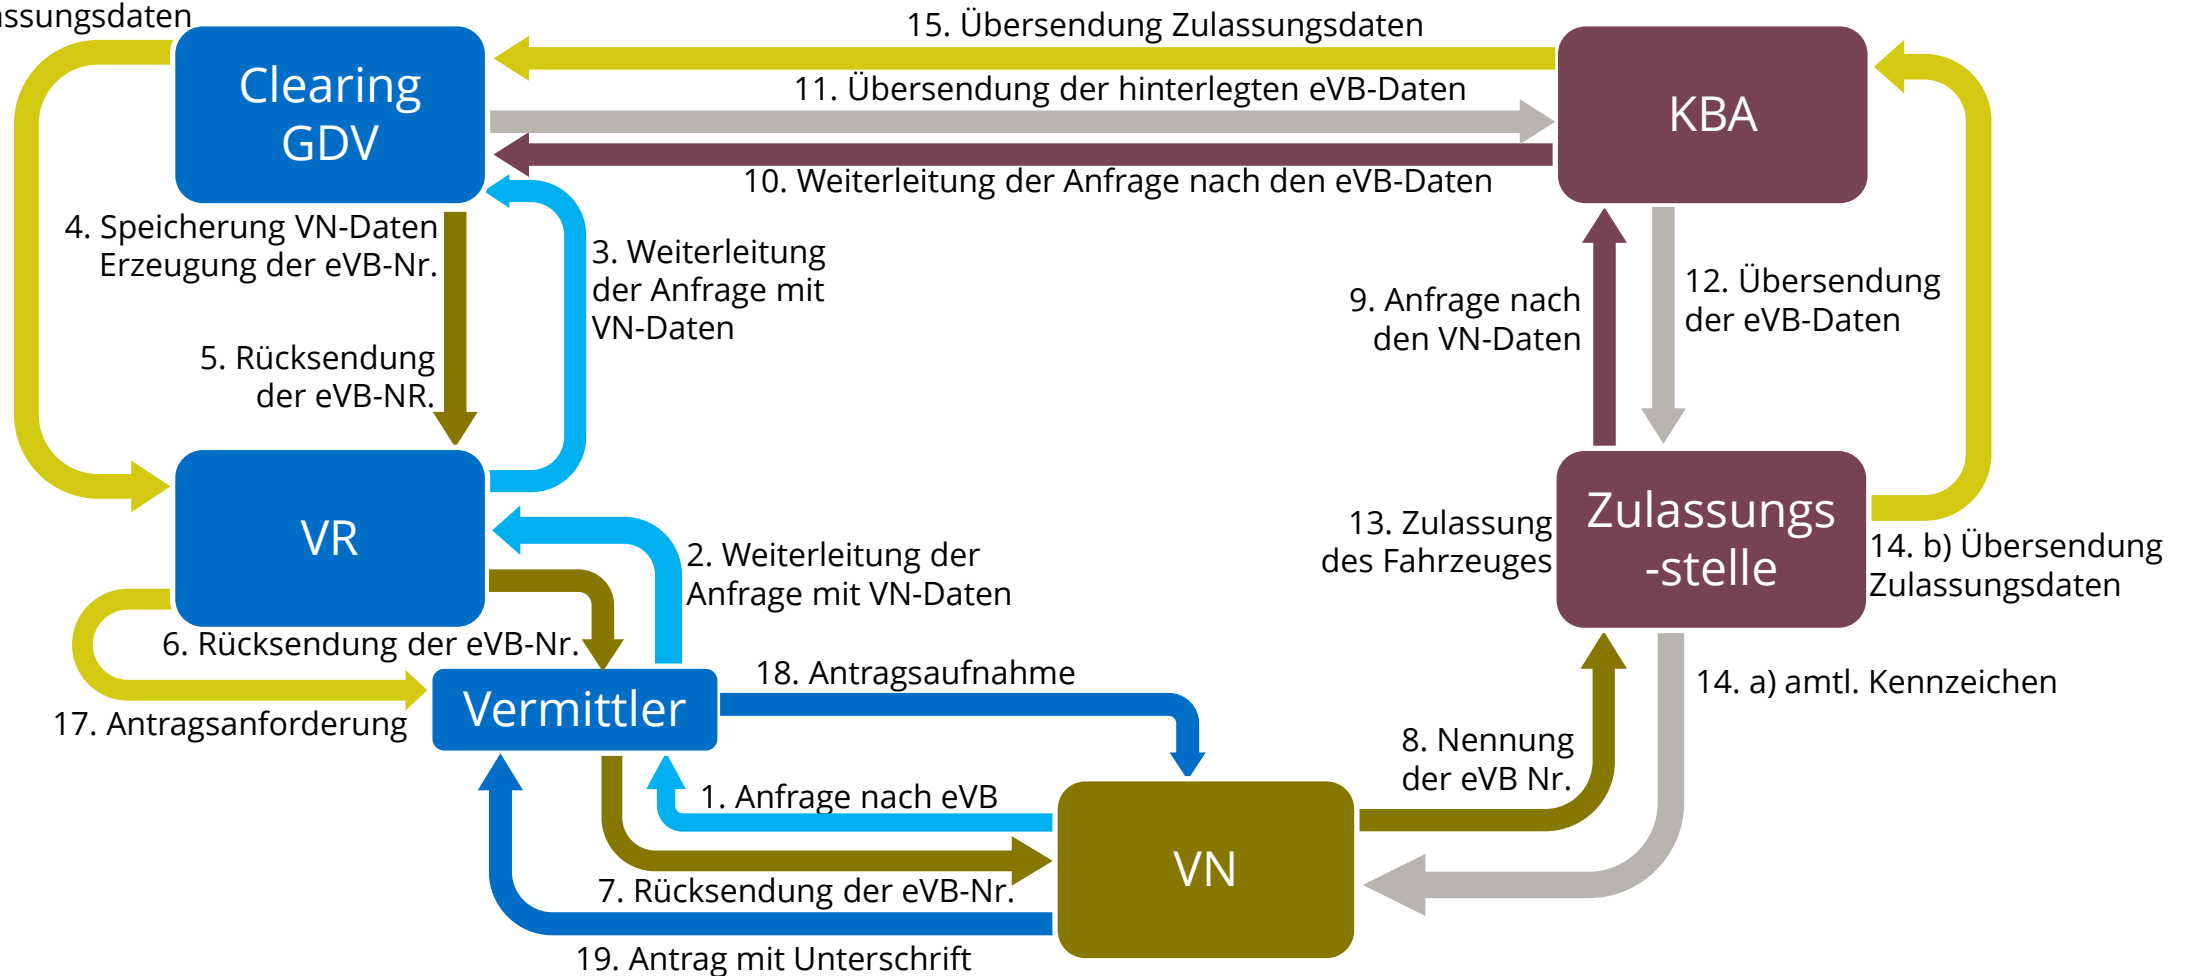 15. Übersendung Zulassungsdaten
Clearing
GDV
11. Übersendung der hinterlegten eVB-Daten
KBA
10. Weiterleitung der Anfrage nach den eVB-Daten
4. Speicherung VN-Daten
Erzeugung der eVB-Nr.
3. Weiterleitung
der Anfrage mit
VN-Daten
5. Rücksendung
der eVB-NR.
9. Anfrage nach
den VN-Daten
12. Übersendung
der eVB-Daten
VR
2. Weiterleitung der
Anfrage mit VN-Daten
13. Zulassung
des Fahrzeuges
Zulassungs
-stelle
14. b) Übersendung
Zulassungsdaten
6. Rücksendung der eVB-Nr.
17. Antragsanforderung
Vermittler
18. Antragsaufnahme
14. a) amtl. Kennzeichen
8. Nennung
der eVB Nr.
1. Anfrage nach eVB
VN
7. Rücksendung der eVB-Nr.
19. Antrag mit Unterschrift